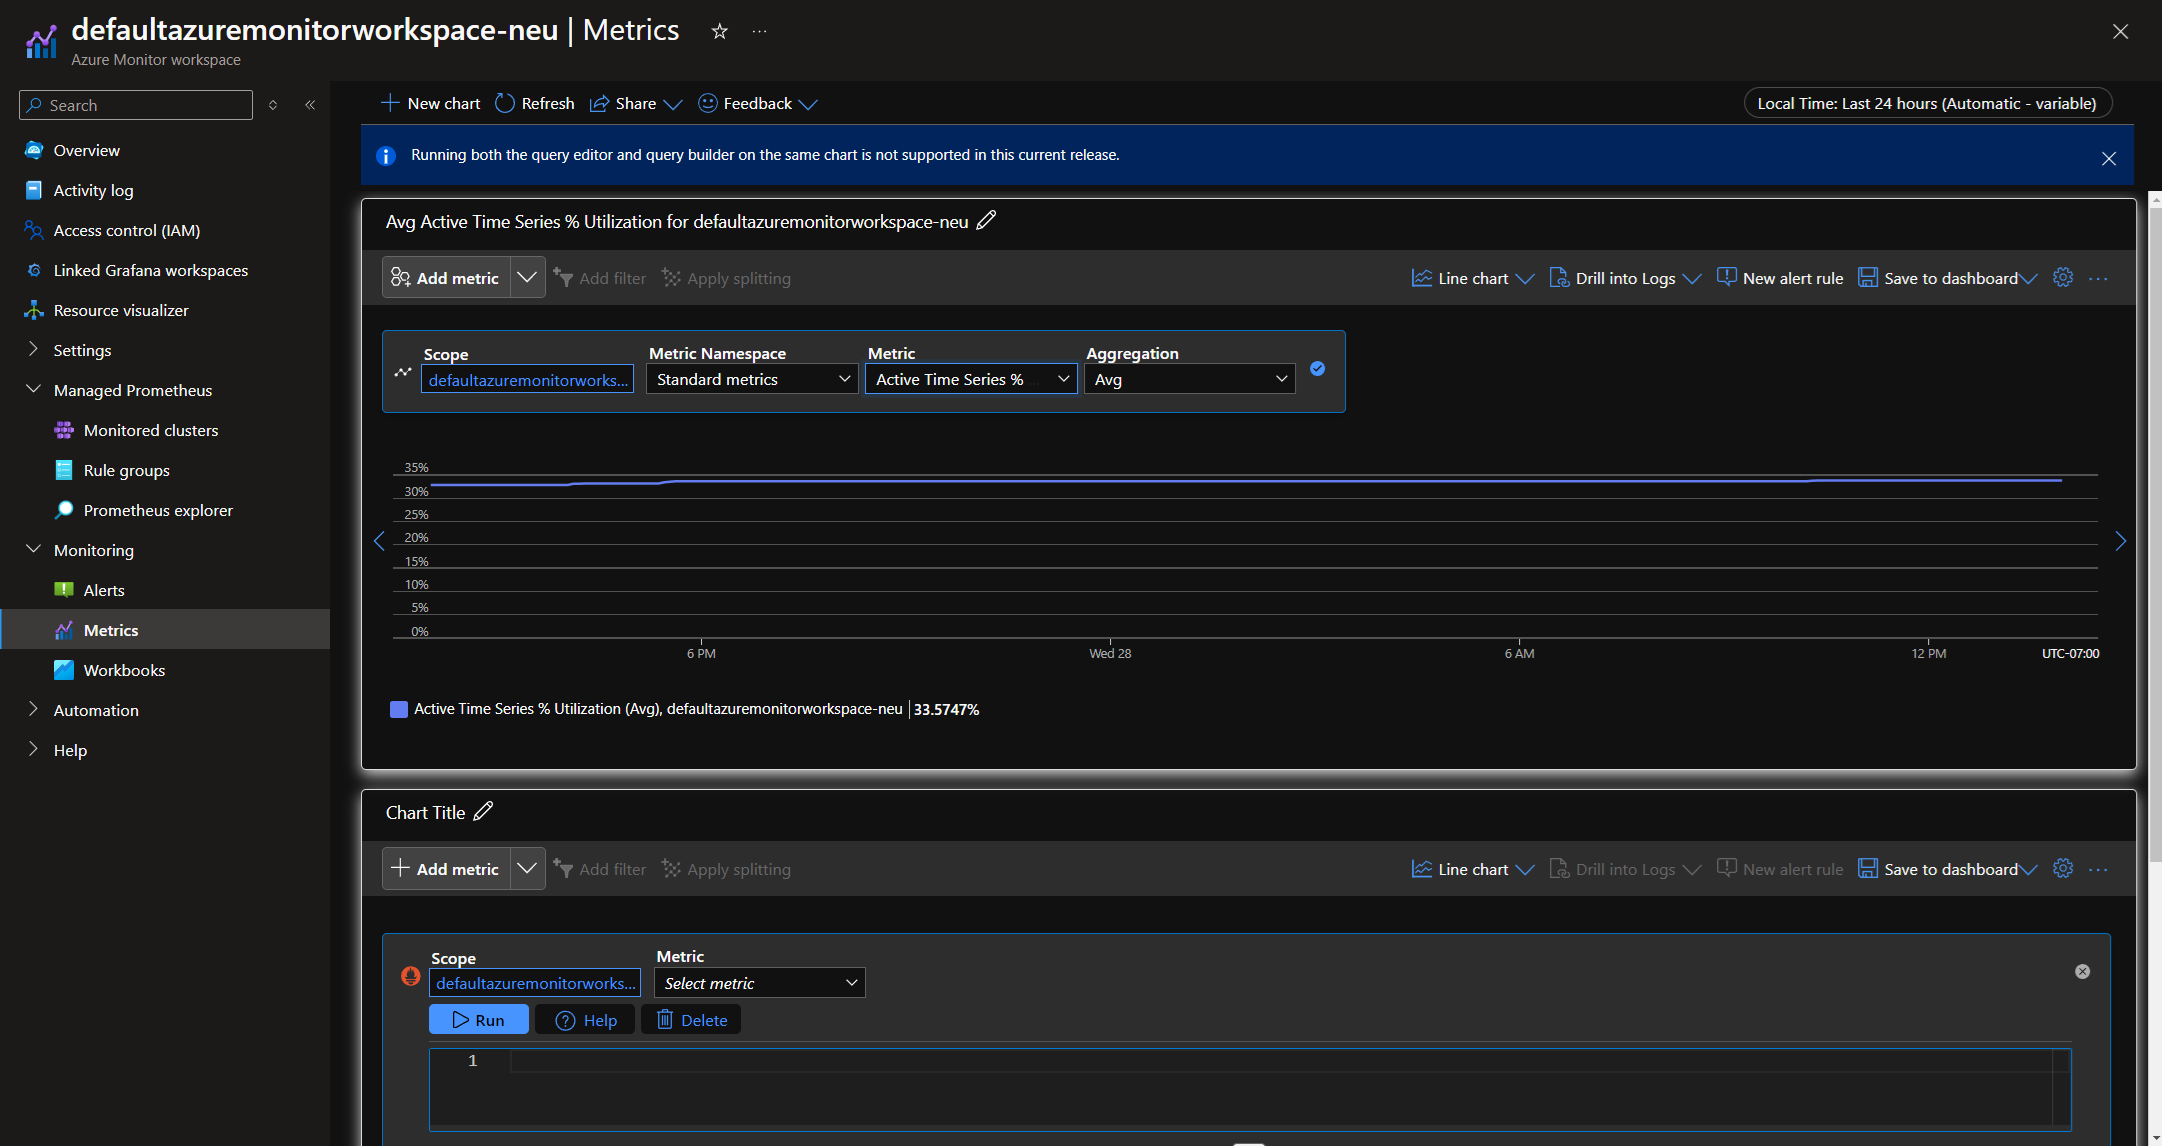 defaultazuremonitorworkspace-neu | Metrics
Azure Monitor workspace
Search
Overview
Activity log
Access control (IAM)
Linked Grafana workspaces
Resource visualizer
Settings
Managed Prometheus
Monitored clusters
Rule groups
Prometheus explorer
Monitoring
Alerts
Metrics
Workbooks
Automation
Help
New chart Refresh Share Feedback Local Time: Last 24 hours (Automatic - variable)
Running both the query editor and query builder on the same chart is not supported in this current release.
Avg Active Time Series % Utilization for defaultazuremonitorworkspace-neu
Add metric Add filter Apply splitting Line chart Drill into Logs New alert rule Save to dashboard
Scope Metric Namespace Metric Aggregation
defaultazuremonitorworks... Standard metrics Active Time Series % Avg
35%
30%
25%
20%
15%
10%
5%
0%
6 PM Wed 28 6 AM 12 PM UTC-07:00
Active Time Series % Utilization (Avg), defaultazuremonitorworkspace-neu | 33.5747%
Chart Title
Add metric Add filter Apply splitting Line chart Drill into Logs New alert rule Save to dashboard
Scope Metric
defaultazuremonitorworks... Select metric
Run Help Delete
1